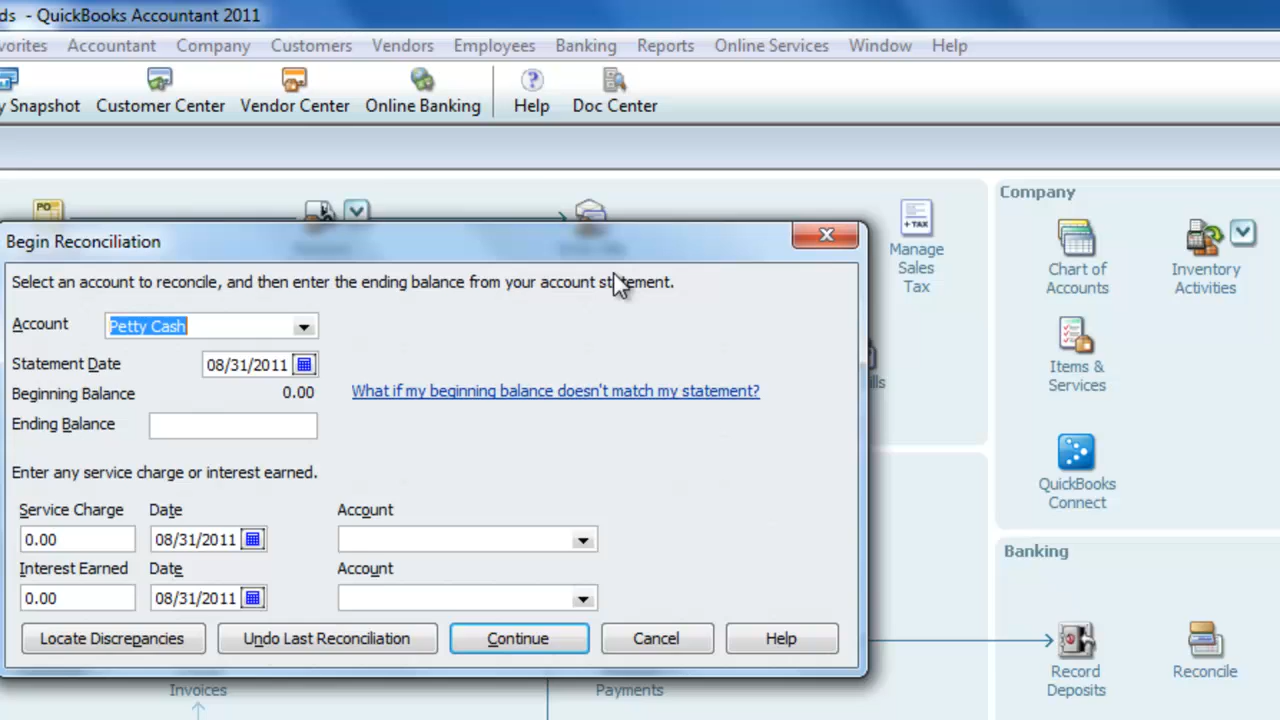 ds - QuickBooks Accountant 2011
vorites Accountant Company Customers Vendors Employees Banking Reports Online Services Window Help
y Snapshot Customer Center Vendor Center Online Banking Help Doc Center
Company
PO
+ TAX
Manage
Sales
Tax
Chart of
Accounts
Inventory
Activities
Items &
Services
QuickBooks
Connect
Begin Reconciliation
Select an account to reconcile, and then enter the ending balance from your account statement.
Account Petty Cash
Statement Date 08/31/2011
Beginning Balance 0.00 What if my beginning balance doesn't match my statement?
Ending Balance
Enter any service charge or interest earned.
Service Charge Date Account
0.00 08/31/2011
Interest Earned Date Account
0.00 08/31/2011
Locate Discrepancies Undo Last Reconciliation Continue Cancel Help
ills
Banking
Record
Deposits
Reconcile
Invoices Payments